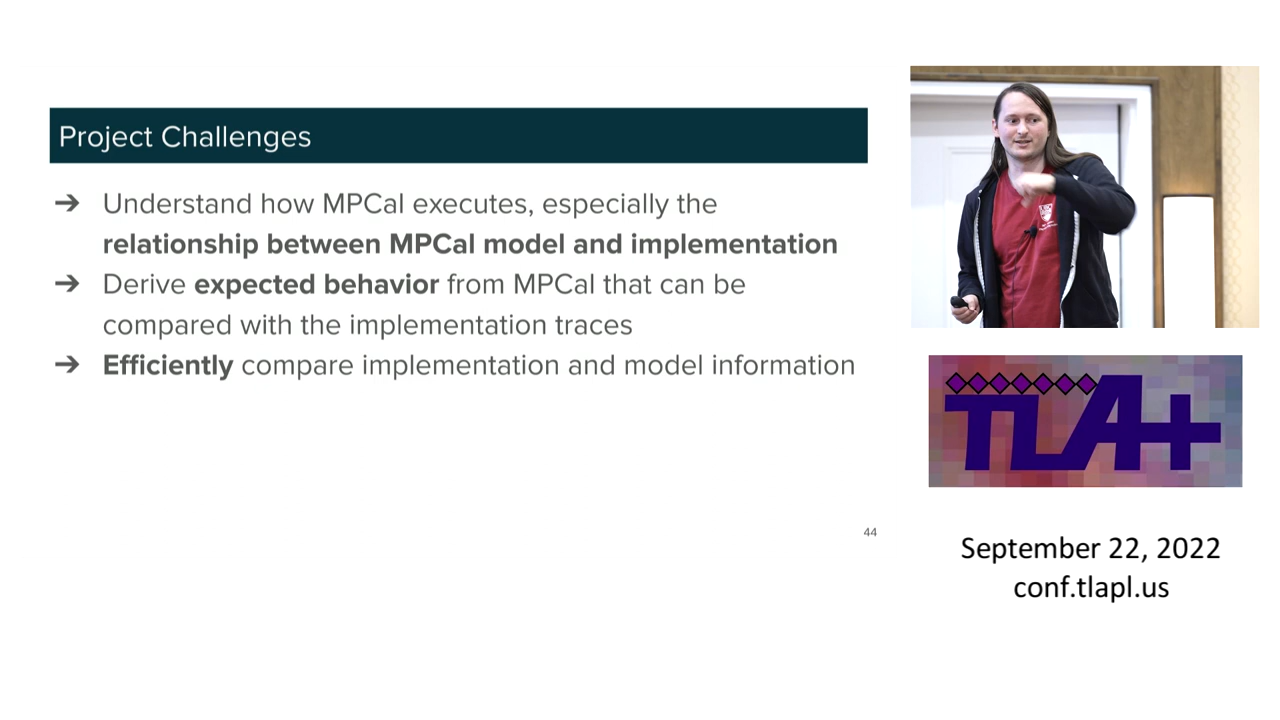 Project Challenges
➔ Understand how MPCal executes, especially the
relationship between MPCal model and implementation
➔ Derive expected behavior from MPCal that can be
compared with the implementation traces
➔ Efficiently compare implementation and model information
44
TLA+
September 22, 2022
conf.tlapl.us